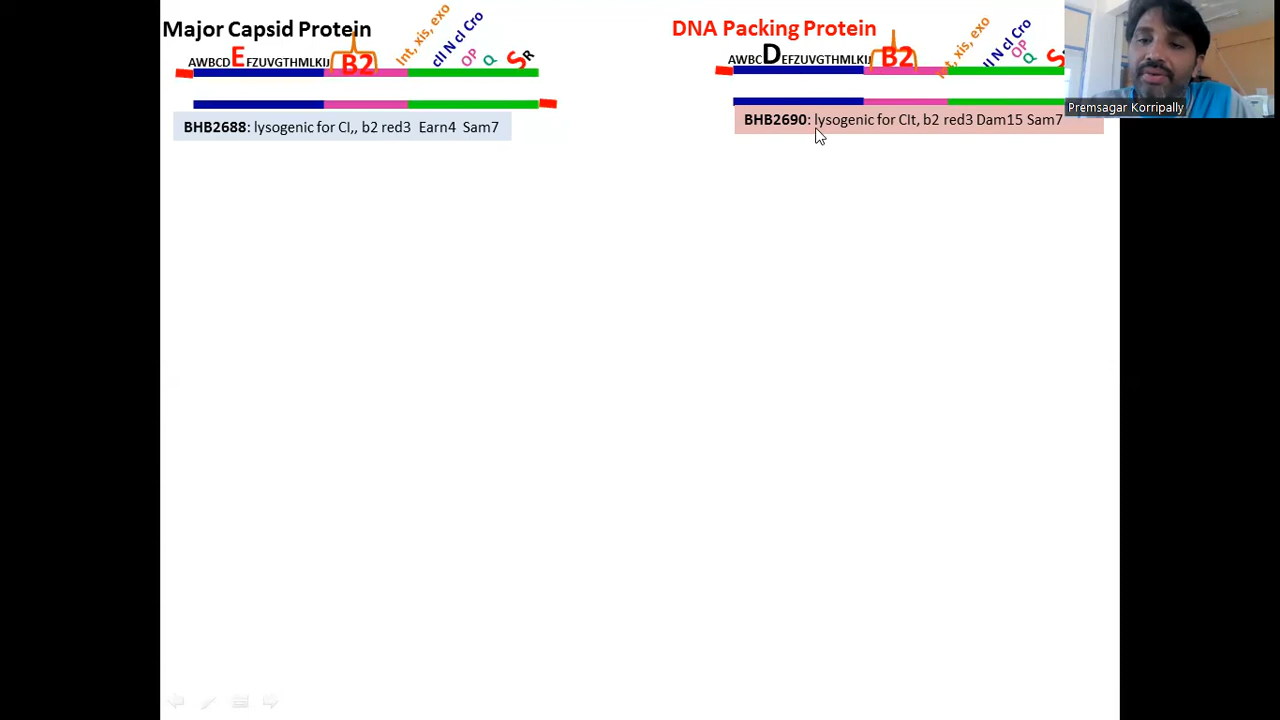 Major Capsid Protein
AWBCDEFZUVGTHMLKIJ B2 Int, xis, exo cII N cI Cro OP Q S R
BHB2688: lysogenic for CI,, b2 red3 Earn4 Sam7
DNA Packing Protein
AWBCDEFZUVGTHMLKIJ B2 Int, xis, exo II N cI Cro OP Q S
BHB2690: lysogenic for CIt, b2 red3 Dam15 Sam7
Premsagar Korripally